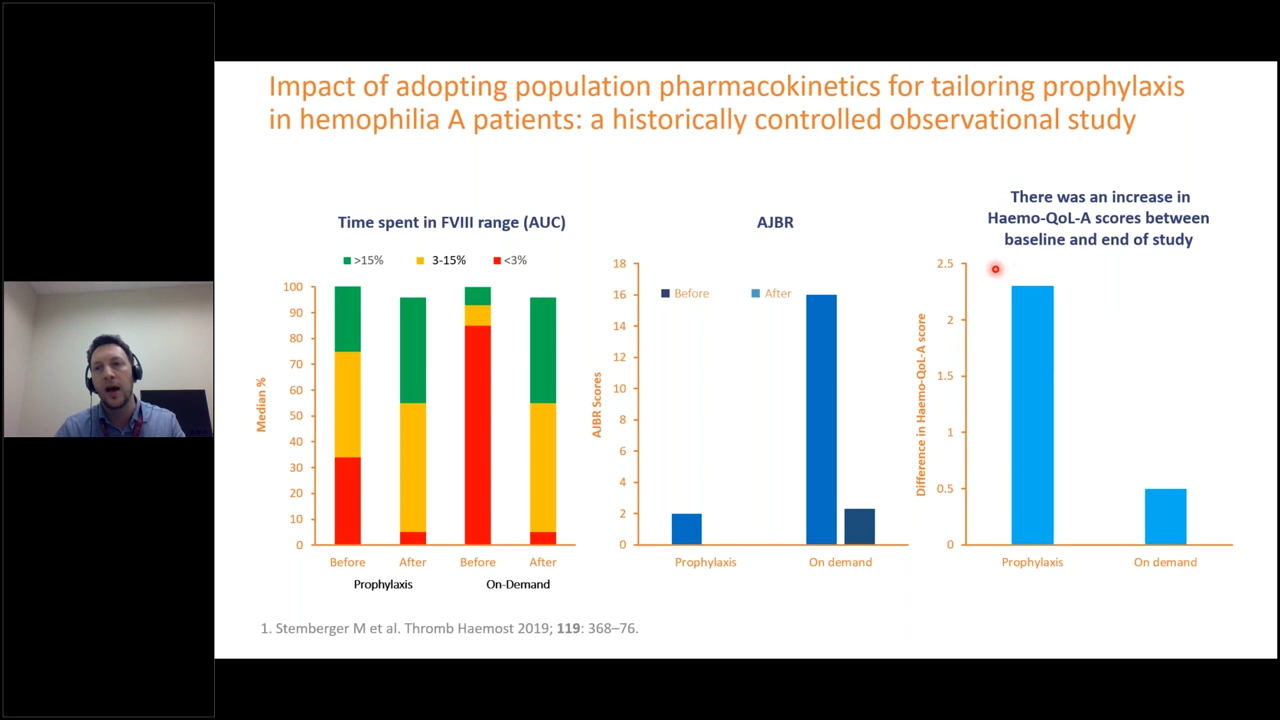 Impact of adopting population pharmacokinetics for tailoring prophylaxis
in hemophilia A patients: a historically controlled observational study
Time spent in FVIII range (AUC)
>15%
3-15%
<3%
Median %
100
90
80
70
60
50
40
30
20
10
0
Before
After
Before
After
Prophylaxis
On-Demand
AJBR
Before
After
AJBR Scores
18
16
14
12
10
8
6
4
2
0
Prophylaxis
On demand
There was an increase in
Haemo-QoL-A scores between
baseline and end of study
Difference in Haemo-QoL-A score
2.5
2
1.5
1
0.5
0
Prophylaxis
On demand
1. Stemberger M et al. Thromb Haemost 2019; 119: 368–76.